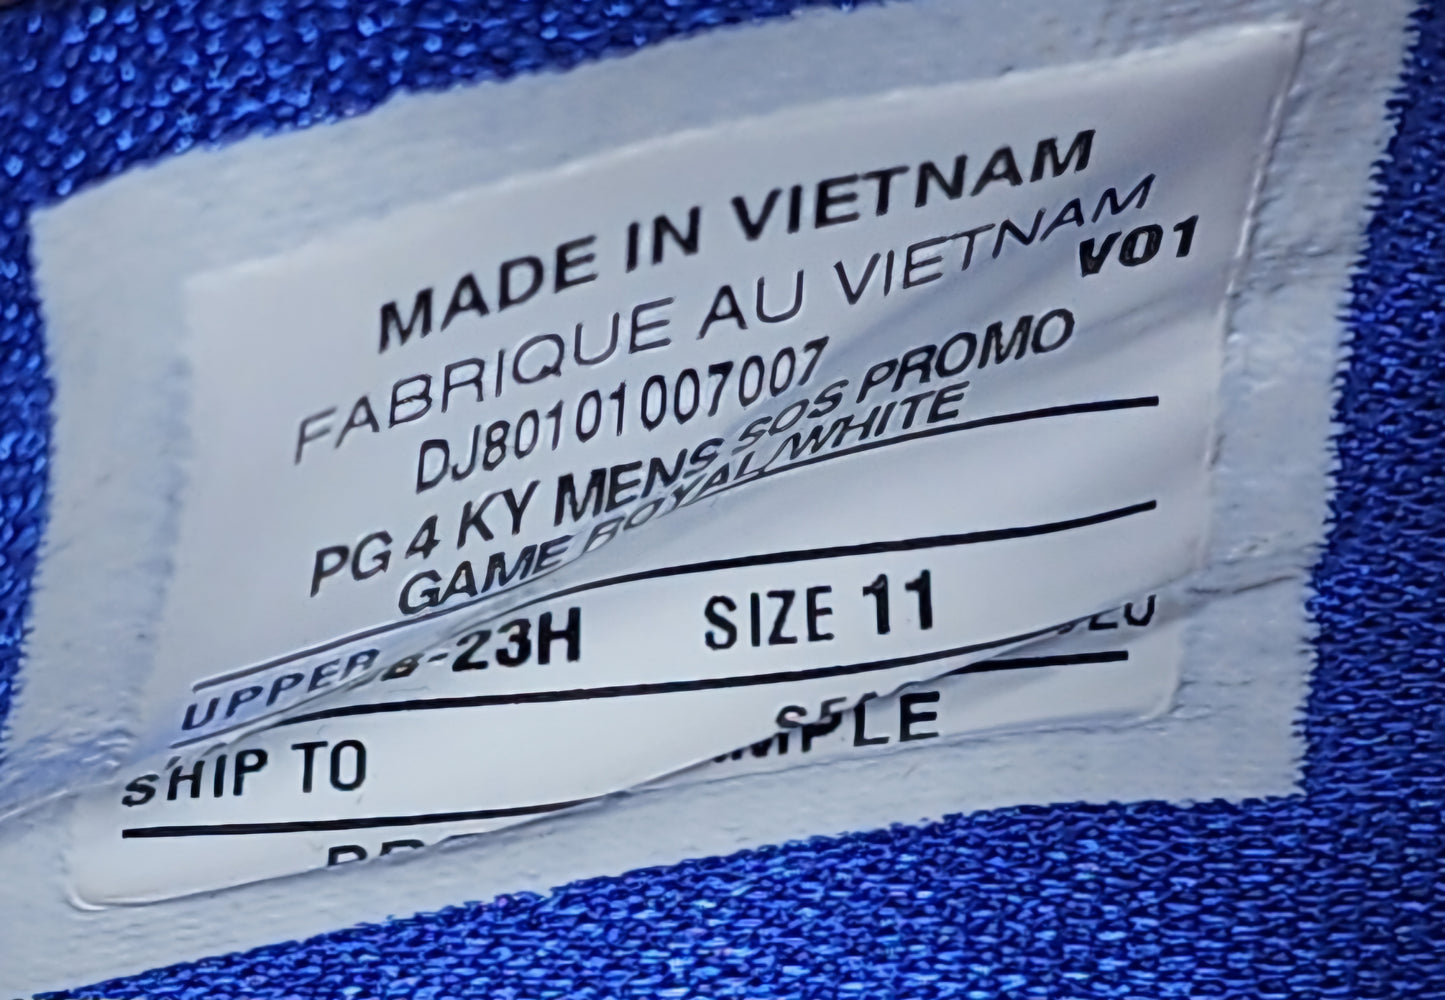 MADE IN VIETNAM
FABRIQUE AU VIETNAM
V01
DJ80101007007
PG 4 KY MENS SOS PROMO
GAME ROYAL/WHITE
UPPER -23H SIZE 11
SHIP TO